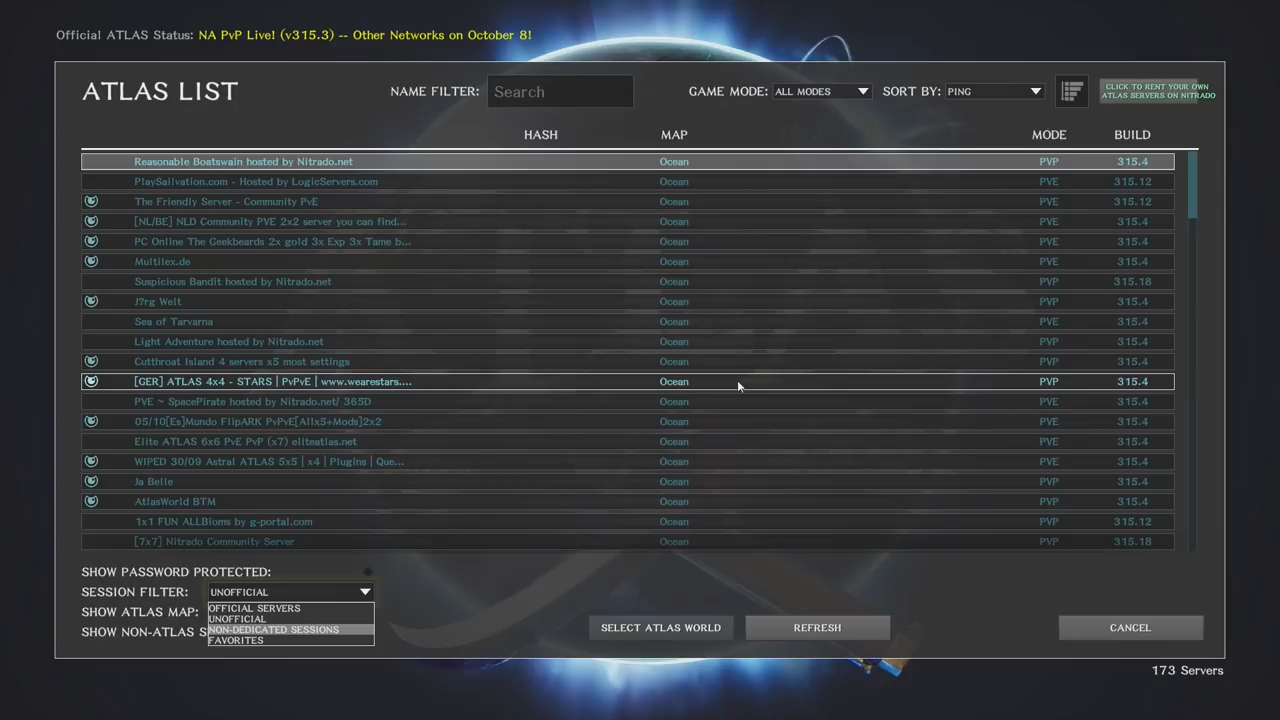 Official ATLAS Status: NA PvP Live! (v315.3) -- Other Networks on October 8!
ATLAS LIST
NAME FILTER: Search
GAME MODE: ALL MODES
SORT BY: PING
CLICK TO RENT YOUR OWN
ATLAS SERVERS ON NITRADO
HASH MAP MODE BUILD
Reasonable Boatswain hosted by Nitrado.net Ocean PVP 315.4
PlaySailvation.com - Hosted by LogicServers.com Ocean PVE 315.12
The Friendly Server - Community PvE Ocean PVE 315.12
[NL/BE] NLD Community PVE 2x2 server you can find... Ocean PVE 315.4
PC Online The Geekbeards 2x gold 3x Exp 3x Tame b... Ocean PVE 315.4
Multilex.de Ocean PVE 315.4
Suspicious Bandit hosted by Nitrado.net Ocean PVP 315.18
J?rg Welt Ocean PVP 315.4
Sea of Tarvarna Ocean PVE 315.4
Light Adventure hosted by Nitrado.net Ocean PVP 315.4
Cutthroat Island 4 servers x5 most settings Ocean PVP 315.4
[GER] ATLAS 4x4 - STARS | PvPvE | www.wearestars.... Ocean PVP 315.4
PVE ~ SpacePirate hosted by Nitrado.net/ 365D Ocean PVE 315.4
05/10[Es]Mundo FlipARK PvPvE[Allx5+Mods]2x2 Ocean PVE 315.4
Elite ATLAS 6x6 PvE PvP (x7) eliteatlas.net Ocean PVE 315.4
WIPED 30/09 Astral ATLAS 5x5 | x4 | Plugins | Que... Ocean PVE 315.4
Ja Belle Ocean PVP 315.4
AtlasWorld BTM Ocean PVP 315.4
1x1 FUN ALLBioms by g-portal.com Ocean PVP 315.12
[7x7] Nitrado Community Server Ocean PVP 315.18
SHOW PASSWORD PROTECTED:
SESSION FILTER: UNOFFICIAL
OFFICIAL SERVERS
SHOW ATLAS MAP: UNOFFICIAL
SHOW NON-ATLAS S NON-DEDICATED SESSIONS
FAVORITES
SELECT ATLAS WORLD REFRESH CANCEL
173 Servers